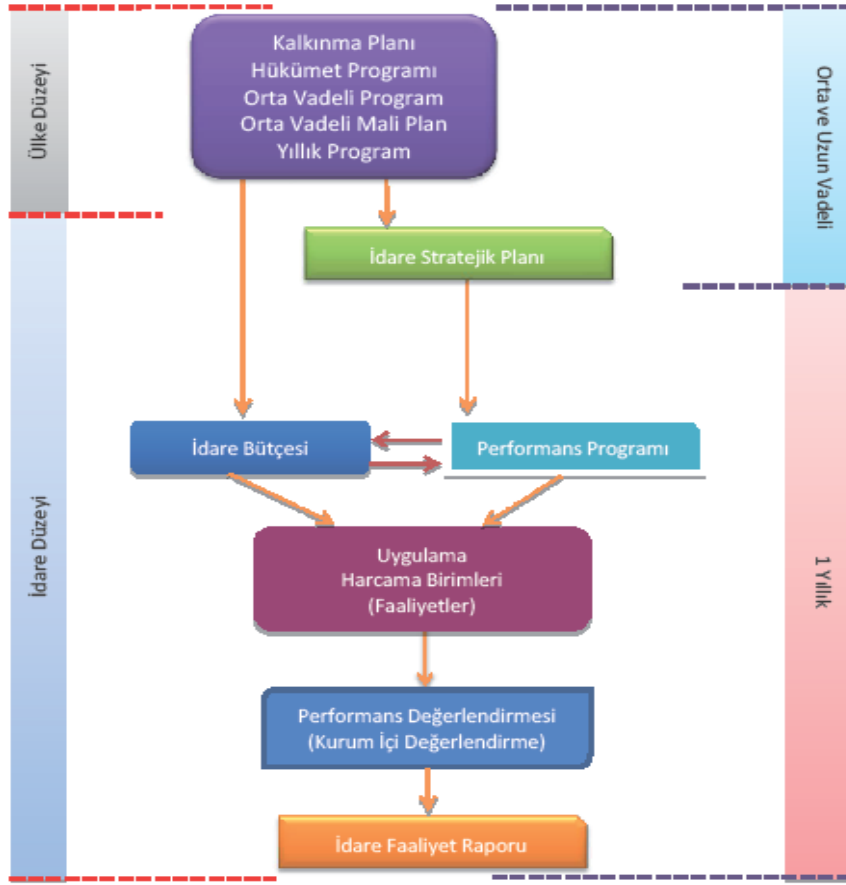 Ülke Düzeyi
Kalkınma Planı
Hükümet Programı
Orta Vadeli Program
Orta Vadeli Mali Plan
Yıllık Program
Orta ve Uzun Vadeli
İdare Stratejik Planı
İdare Düzeyi
İdare Bütçesi
Performans Programı
1 Yıllık
Uygulama
Harcama Birimleri
(Faaliyetler)
Performans Değerlendirmesi
(Kurum İçi Değerlendirme)
İdare Faaliyet Raporu